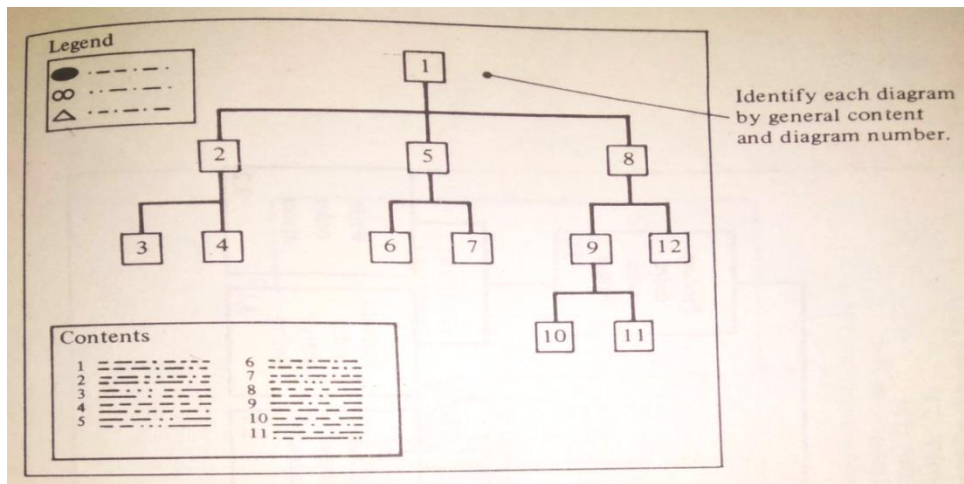 Legend
1
Identify each diagram
by general content
and diagram number.
2 5 8
3 4 6 7 9 12
10 11
Contents
1 6
2 7
3 8
4 9
5 10
11